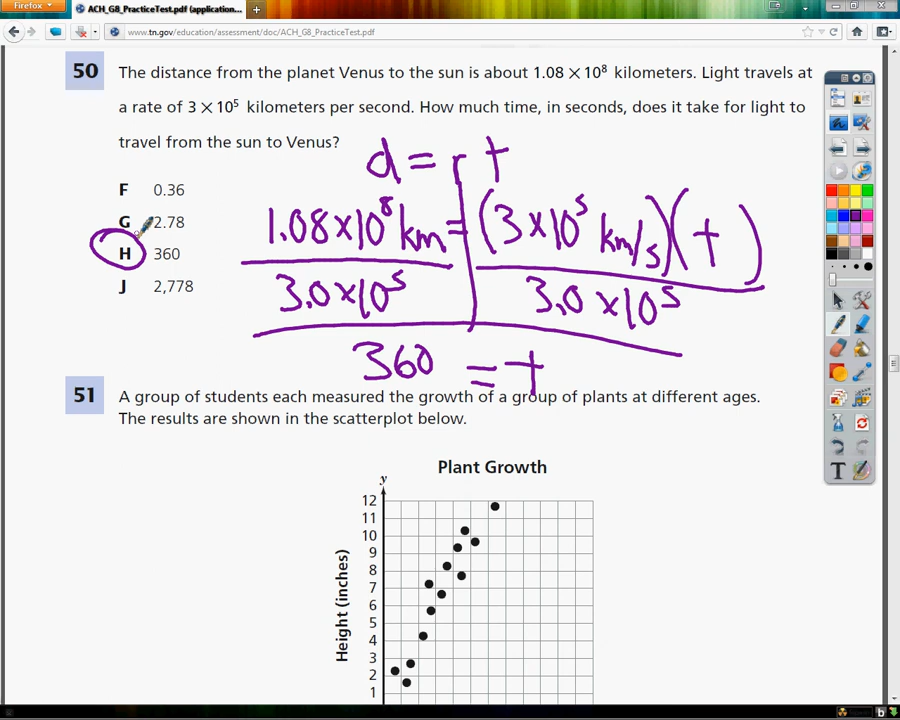 Firefox
ACH_G8_PracticeTest.pdf (application...
www.tn.gov/education/assessment/doc/ACH_G8_PracticeTest.pdf
50
The distance from the planet Venus to the sun is about 1.08 × 10⁸ kilometers. Light travels at
a rate of 3 × 10⁵ kilometers per second. How much time, in seconds, does it take for light to
travel from the sun to Venus?
d = r t
F 0.36
G 2.78
H 360
J 2,778
1.08×10⁸ km = (3×10⁵ km/s)(t)
3.0×10⁵ 3.0×10⁵
360 = t
51
A group of students each measured the growth of a group of plants at different ages.
The results are shown in the scatterplot below.
Plant Growth
y
12
11
10
9
8
7
6
5
4
3
2
1
Height (inches)
T